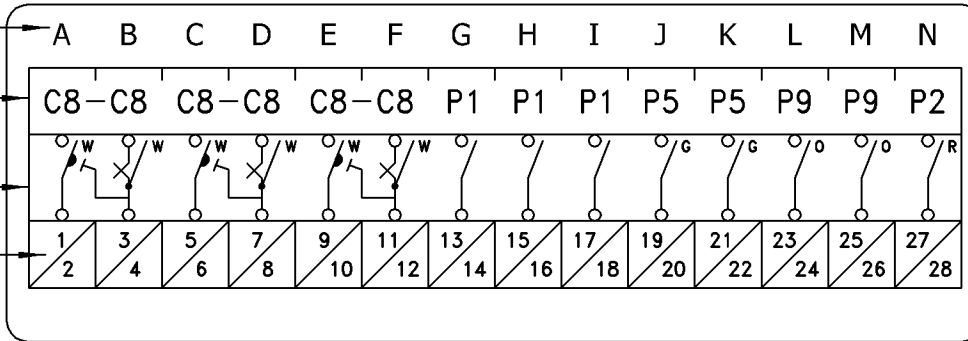 A B C D E F G H I J K L M N
C8-C8 C8-C8 C8-C8 P1 P1 P1 P5 P5 P9 P9 P2
W W W W W W G G O O R
1 3 5 7 9 11 13 15 17 19 21 23 25 27
2 4 6 8 10 12 14 16 18 20 22 24 26 28